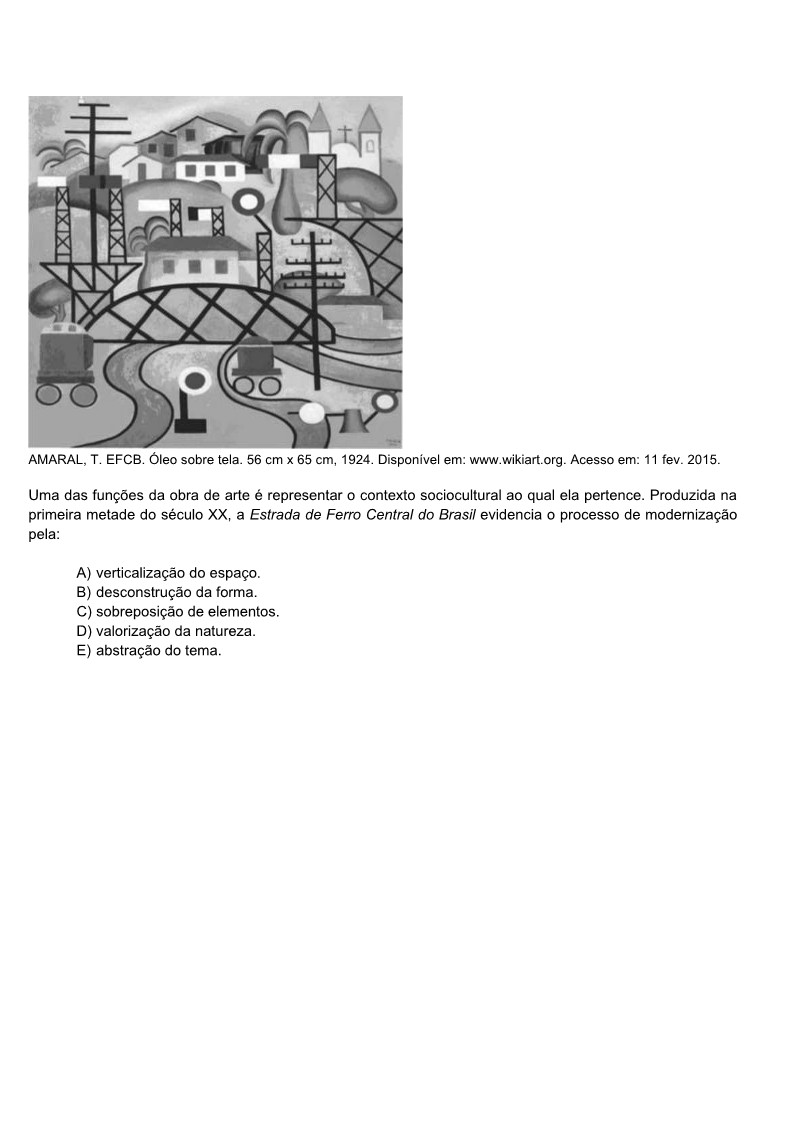 AMARAL, T. EFCB. Óleo sobre tela. 56 cm x 65 cm, 1924. Disponível em: www.wikiart.org. Acesso em: 11 fev. 2015.
Uma das funções da obra de arte é representar o contexto sociocultural ao qual ela pertence. Produzida na
primeira metade do século XX, a Estrada de Ferro Central do Brasil evidencia o processo de modernização
pela:
A) verticalização do espaço.
B) desconstrução da forma.
C) sobreposição de elementos.
D) valorização da natureza.
E) abstração do tema.